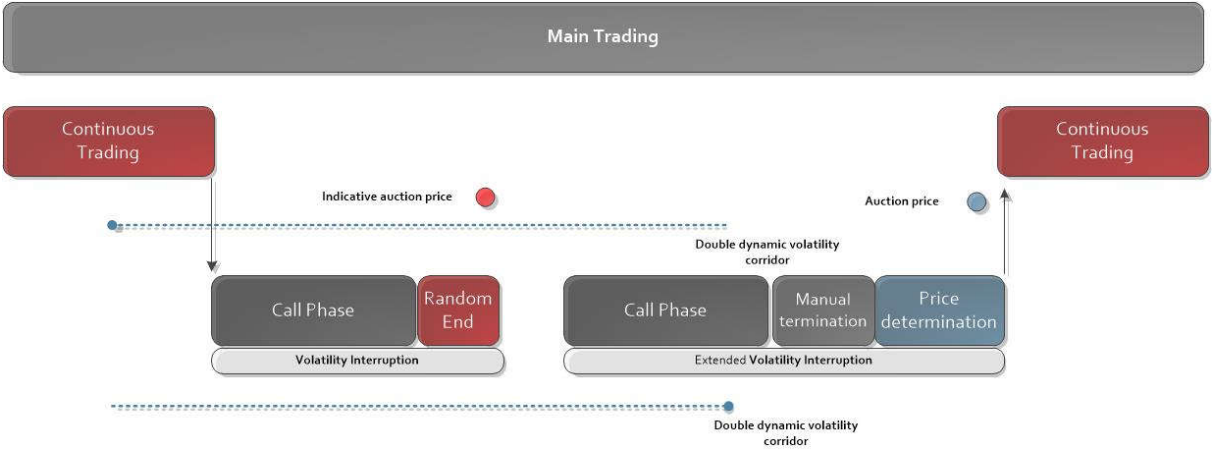 Main Trading
Continuous
Trading
Continuous
Trading
Indicative auction price
Auction price
Double dynamic volatility
corridor
Call Phase
Random
End
Call Phase
Manual
termination
Price
determination
Volatility Interruption
Extended Volatility Interruption
Double dynamic volatility
corridor